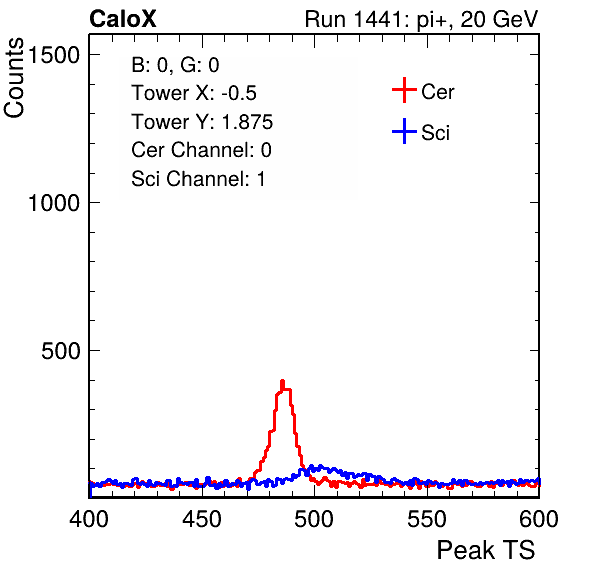 CaloX Run 1441: pi+, 20 GeV
Counts
1500
1000
500
B: 0, G: 0
Tower X: -0.5
Tower Y: 1.875
Cer Channel: 0
Sci Channel: 1
Cer
Sci
400 450 500 550 600
Peak TS